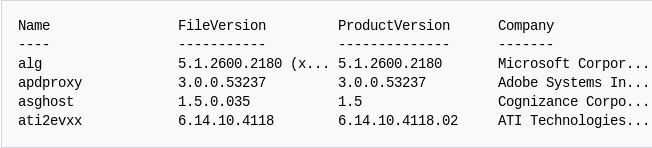 Name FileVersion ProductVersion Company
---- ----------- -------------- -------
alg 5.1.2600.2180 (x... 5.1.2600.2180 Microsoft Corpor...
apdproxy 3.0.0.53237 3.0.0.53237 Adobe Systems In...
asghost 1.5.0.035 1.5 Cognizance Corpo...
ati2evxx 6.14.10.4118 6.14.10.4118.02 ATI Technologies...